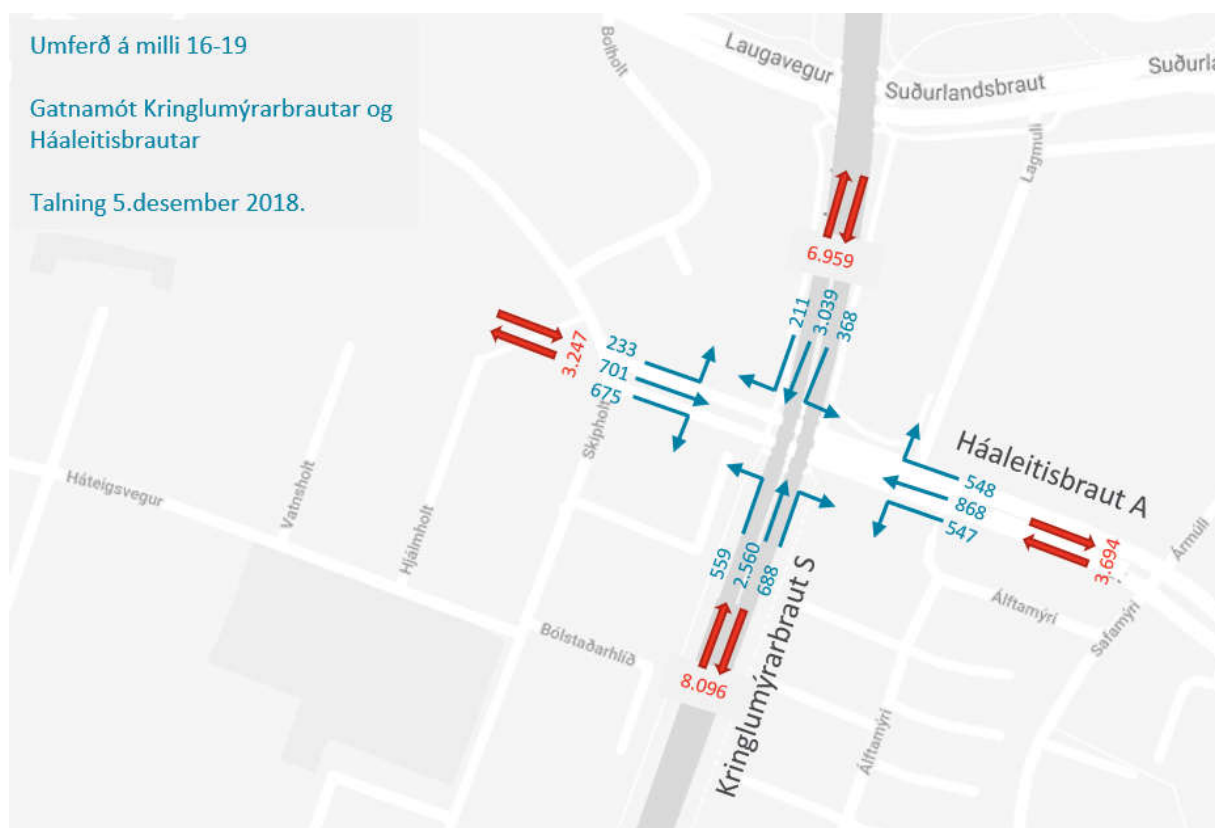 Umferð á milli 16-19
Gatnamót Kringlumýrarbrautar og
Háaleitisbrautar
Talning 5.desember 2018.
Bolholt
Laugavegur
Suðurlandsbraut
Suðurla
Lágmúli
6.959
211
3.039
368
3.247
233
701
675
Skipholt
Háaleitisbraut A
548
868
547
3.694
Ármúli
Háteigsvegur
Vatnsholt
Hjálmholt
559
2.560
688
Kringlumýrarbraut S
Álftamýri
Safamýri
Bólstaðarhlíð
8.096
Álftamýri